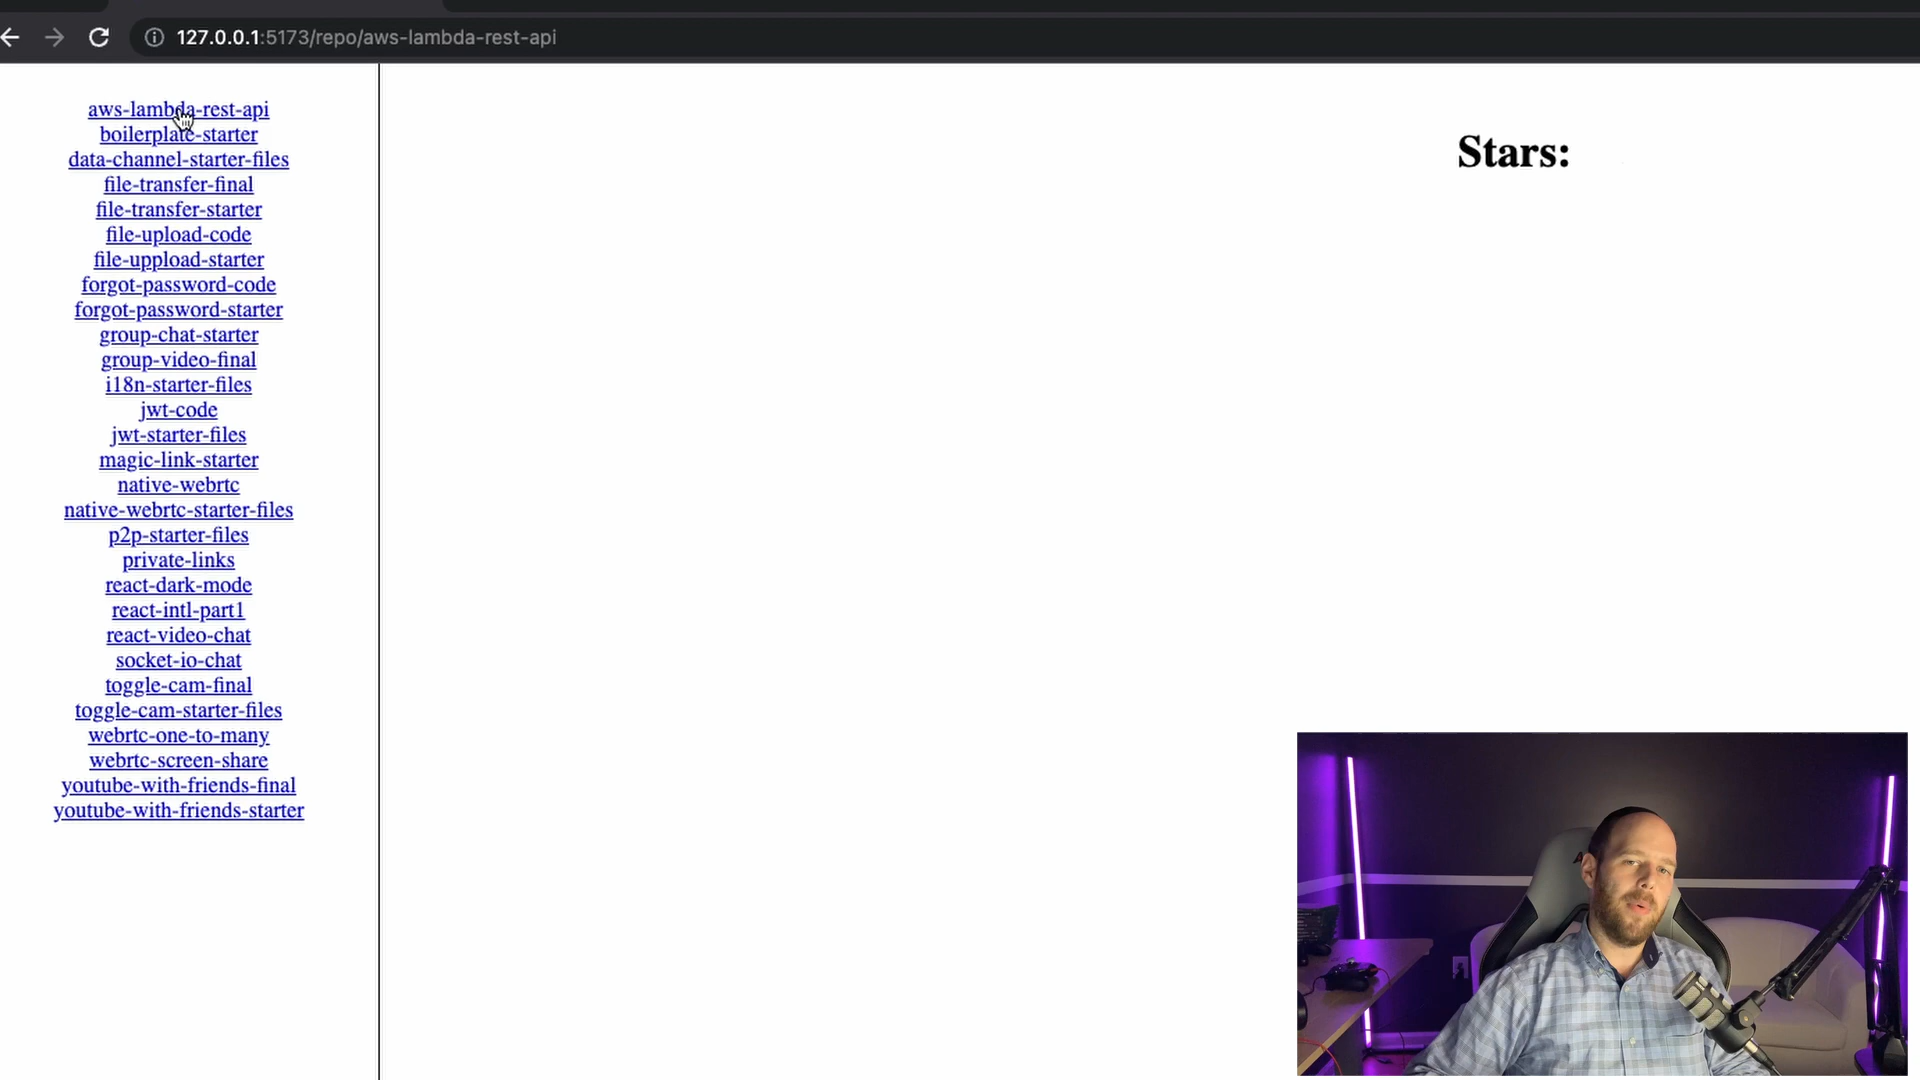 127.0.0.1:5173/repo/aws-lambda-rest-api
aws-lambda-rest-api
boilerplate-starter
data-channel-starter-files
file-transfer-final
file-transfer-starter
file-upload-code
file-uppload-starter
forgot-password-code
forgot-password-starter
group-chat-starter
group-video-final
i18n-starter-files
jwt-code
jwt-starter-files
magic-link-starter
native-webrtc
native-webrtc-starter-files
p2p-starter-files
private-links
react-dark-mode
react-intl-part1
react-video-chat
socket-io-chat
toggle-cam-final
toggle-cam-starter-files
webrtc-one-to-many
webrtc-screen-share
youtube-with-friends-final
youtube-with-friends-starter
Stars: